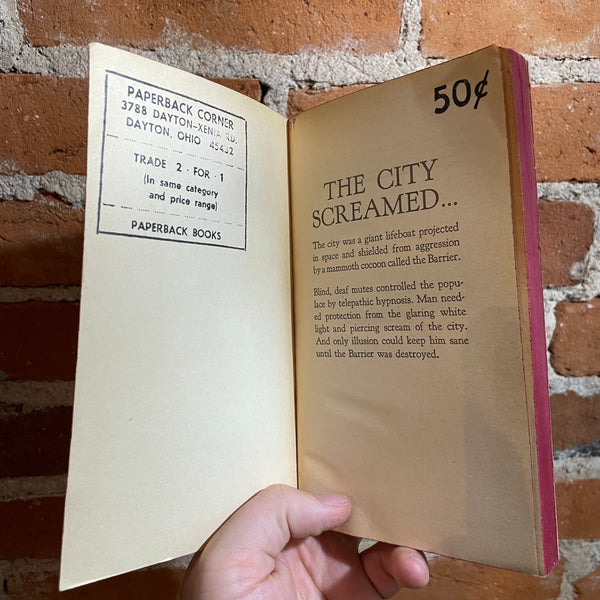 PAPERBACK CORNER
3788 DAYTON-XENIA RD.
DAYTON, OHIO 45432
TRADE 2 - FOR - 1
(In same category
and price range)
PAPERBACK BOOKS
50¢
THE CITY
SCREAMED...
The city was a giant lifeboat projected
in space and shielded from aggression
by a mammoth cocoon called the Barrier.
Blind, deaf mutes controlled the popu-
lace by telepathic hypnosis. Man need-
ed protection from the glaring white
light and piercing scream of the city.
And only illusion could keep him sane
until the Barrier was destroyed.